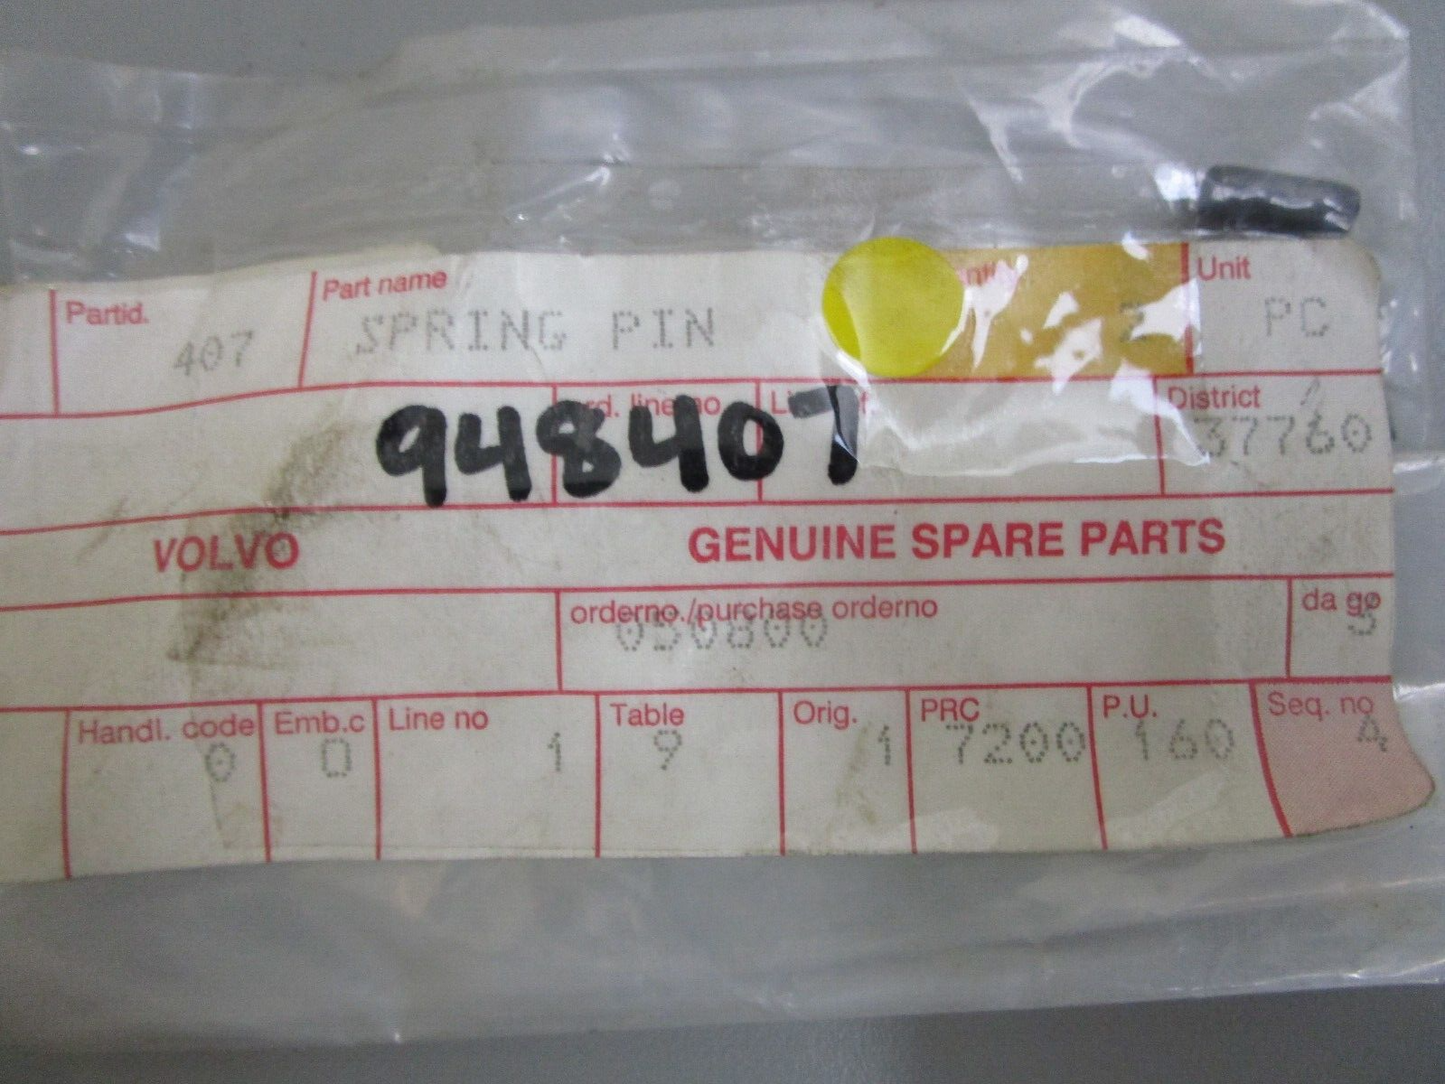 Partid. Part name Unit
407 SPRING PIN 2 PC
District
948407 37760
VOLVO GENUINE SPARE PARTS
orderno./purchase orderno da go
050800 3
Handl. code Emb.c Line no Table Orig. PRC P.U. Seq. no
0 0 1 9 1 7200 160 4